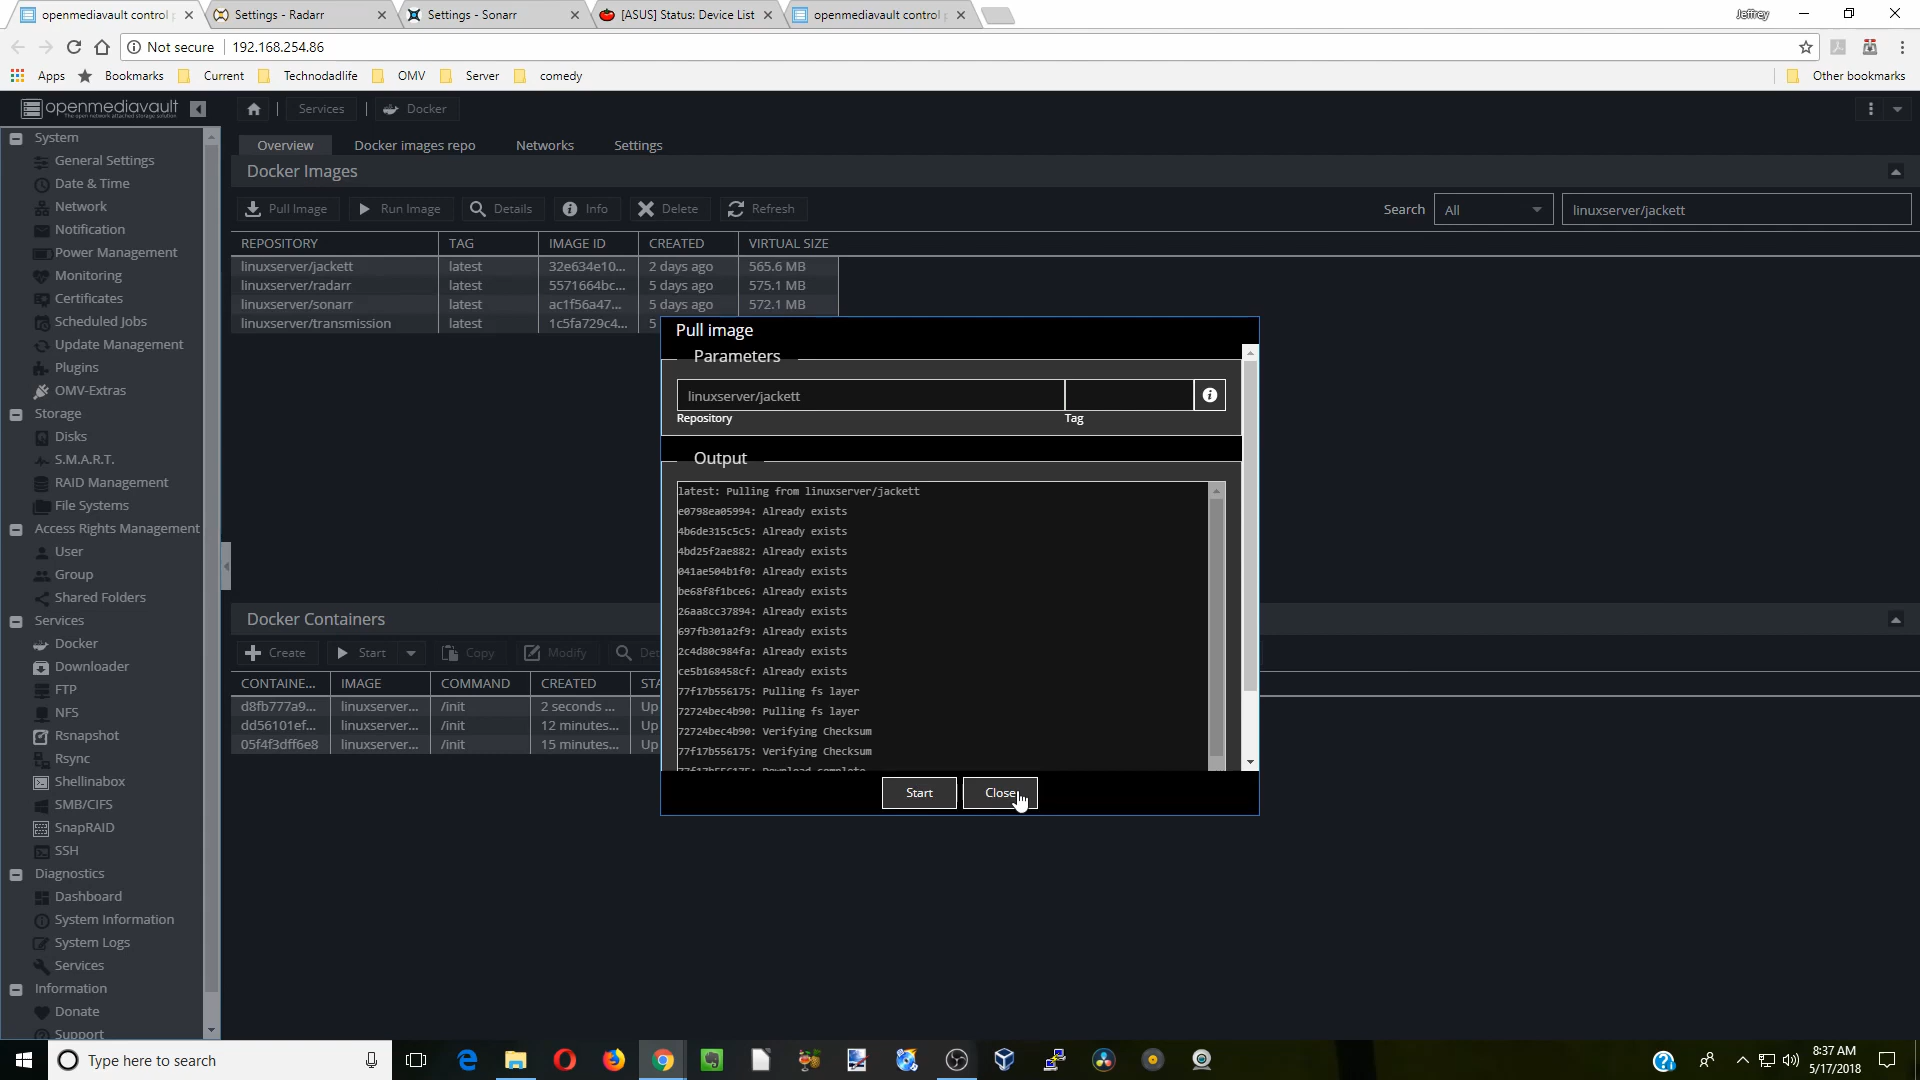 openmediavault control p
Settings - Radarr
Settings - Sonarr
[ASUS] Status: Device List
openmediavault control p
Jeffrey
Not secure
192.168.254.86
Apps
Bookmarks
Current
Technodadlife
OMV
Server
comedy
Other bookmarks
openmediavault
The open network attached storage solution
Services
Docker
System
General Settings
Date & Time
Network
Notification
Power Management
Monitoring
Certificates
Scheduled Jobs
Update Management
Plugins
OMV-Extras
Storage
Disks
S.M.A.R.T.
RAID Management
File Systems
Access Rights Management
User
Group
Shared Folders
Services
Docker
Downloader
FTP
NFS
Rsnapshot
Rsync
Shellinabox
SMB/CIFS
SnapRAID
SSH
Diagnostics
Dashboard
System Information
System Logs
Services
Information
Donate
Support
Overview
Docker images repo
Networks
Settings
Docker Images
Pull Image
Run Image
Details
Info
Delete
Refresh
Search
All
linuxserver/jackett
REPOSITORY TAG IMAGE ID CREATED VIRTUAL SIZE
linuxserver/jackett latest 32e634e10... 2 days ago 565.6 MB
linuxserver/radarr latest 5571664bc... 5 days ago 575.1 MB
linuxserver/sonarr latest ac1f56a47... 5 days ago 572.1 MB
linuxserver/transmission latest 1c5fa729c4... 5
Pull image
Parameters
linuxserver/jackett
Repository
Tag
Output
latest: Pulling from linuxserver/jackett
e0798ea05994: Already exists
4b6de315c5c5: Already exists
4bd25f2ae882: Already exists
041ae504b1f0: Already exists
be68f8f1bce6: Already exists
26aa8cc37894: Already exists
697fb301a2f9: Already exists
2c4d80c984fa: Already exists
ce5b168458cf: Already exists
77f17b556175: Pulling fs layer
72724bec4b90: Pulling fs layer
72724bec4b90: Verifying Checksum
77f17b556175: Verifying Checksum
77f17b556175: Download complete
Start
Close
Docker Containers
Create
Start
Copy
Modify
Det
CONTAINE... IMAGE COMMAND CREATED STA
d8fb777a9... linuxserver... /init 2 seconds ... Up
dd56101ef... linuxserver... /init 12 minutes... Up
05f4f3dff6e8 linuxserver... /init 15 minutes... Up
Type here to search
8:37 AM
5/17/2018